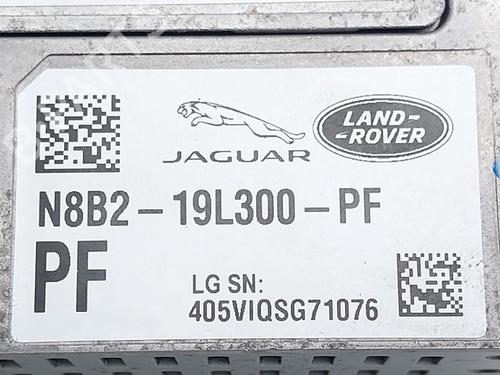 JAGUAR
LAND-
-ROVER
N8B2-19L300-PF
PF
LG SN:
405VIQSG71076